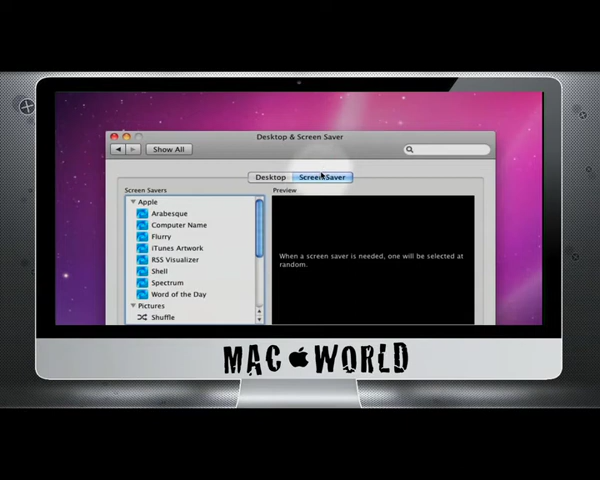 Desktop & Screen Saver
Show All
Desktop
Screen Saver
Screen Savers
Preview
Apple
Arabesque
Computer Name
Flurry
iTunes Artwork
RSS Visualizer
Shell
Spectrum
Word of the Day
Pictures
Shuffle
When a screen saver is needed, one will be selected at
random.
MAC WORLD